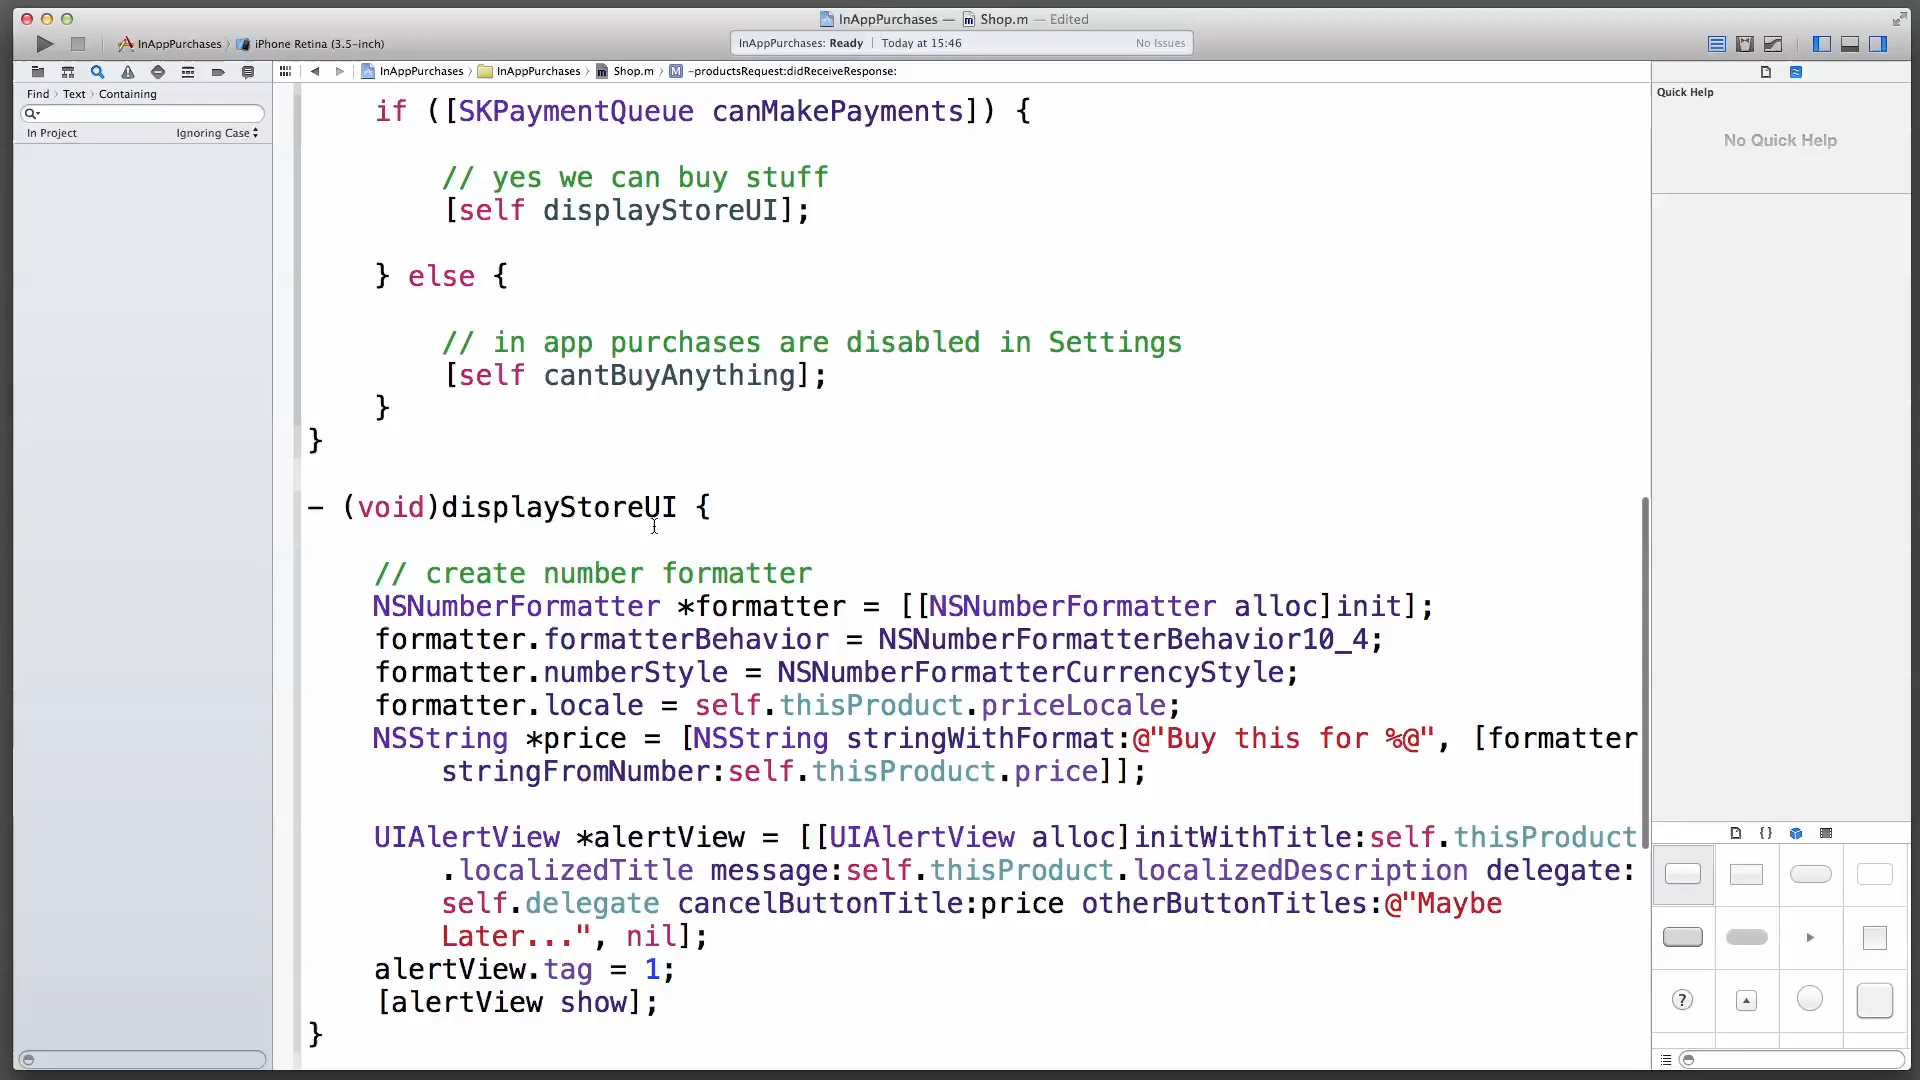 InAppPurchases — Shop.m — Edited
InAppPurchases › iPhone Retina (3.5-inch)
InAppPurchases: Ready | Today at 15:46
No Issues
InAppPurchases › InAppPurchases › Shop.m › M -productsRequest:didReceiveResponse:
Find › Text › Containing
In Project
Ignoring Case
Quick Help
No Quick Help
if ([SKPaymentQueue canMakePayments]) {
// yes we can buy stuff
[self displayStoreUI];
} else {
// in app purchases are disabled in Settings
[self cantBuyAnything];
}
}
- (void)displayStoreUI {
// create number formatter
NSNumberFormatter *formatter = [[NSNumberFormatter alloc]init];
formatter.formatterBehavior = NSNumberFormatterBehavior10_4;
formatter.numberStyle = NSNumberFormatterCurrencyStyle;
formatter.locale = self.thisProduct.priceLocale;
NSString *price = [NSString stringWithFormat:@"Buy this for %@", [formatter
stringFromNumber:self.thisProduct.price]];
UIAlertView *alertView = [[UIAlertView alloc]initWithTitle:self.thisProduct
.localizedTitle message:self.thisProduct.localizedDescription delegate:
self.delegate cancelButtonTitle:price otherButtonTitles:@"Maybe
Later...", nil];
alertView.tag = 1;
[alertView show];
}